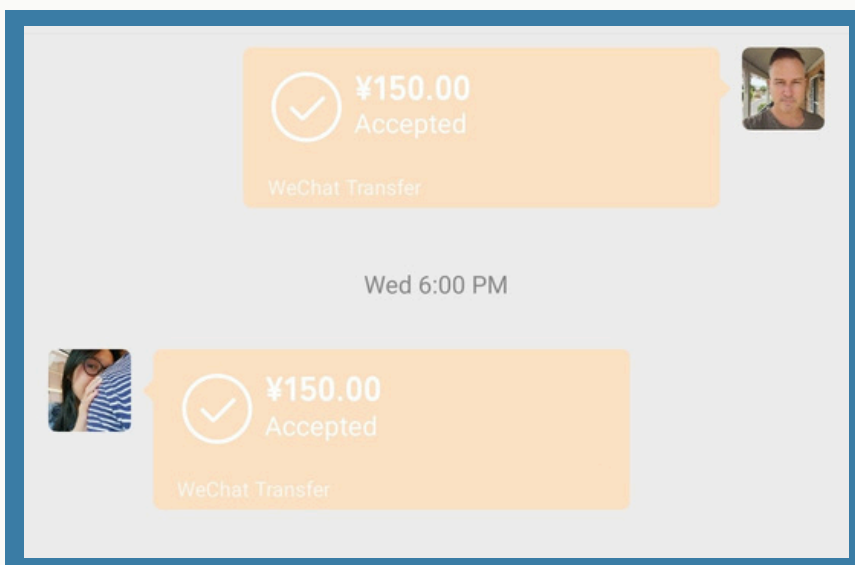 ¥150.00
Accepted
WeChat Transfer
Wed 6:00 PM
¥150.00
Accepted
WeChat Transfer